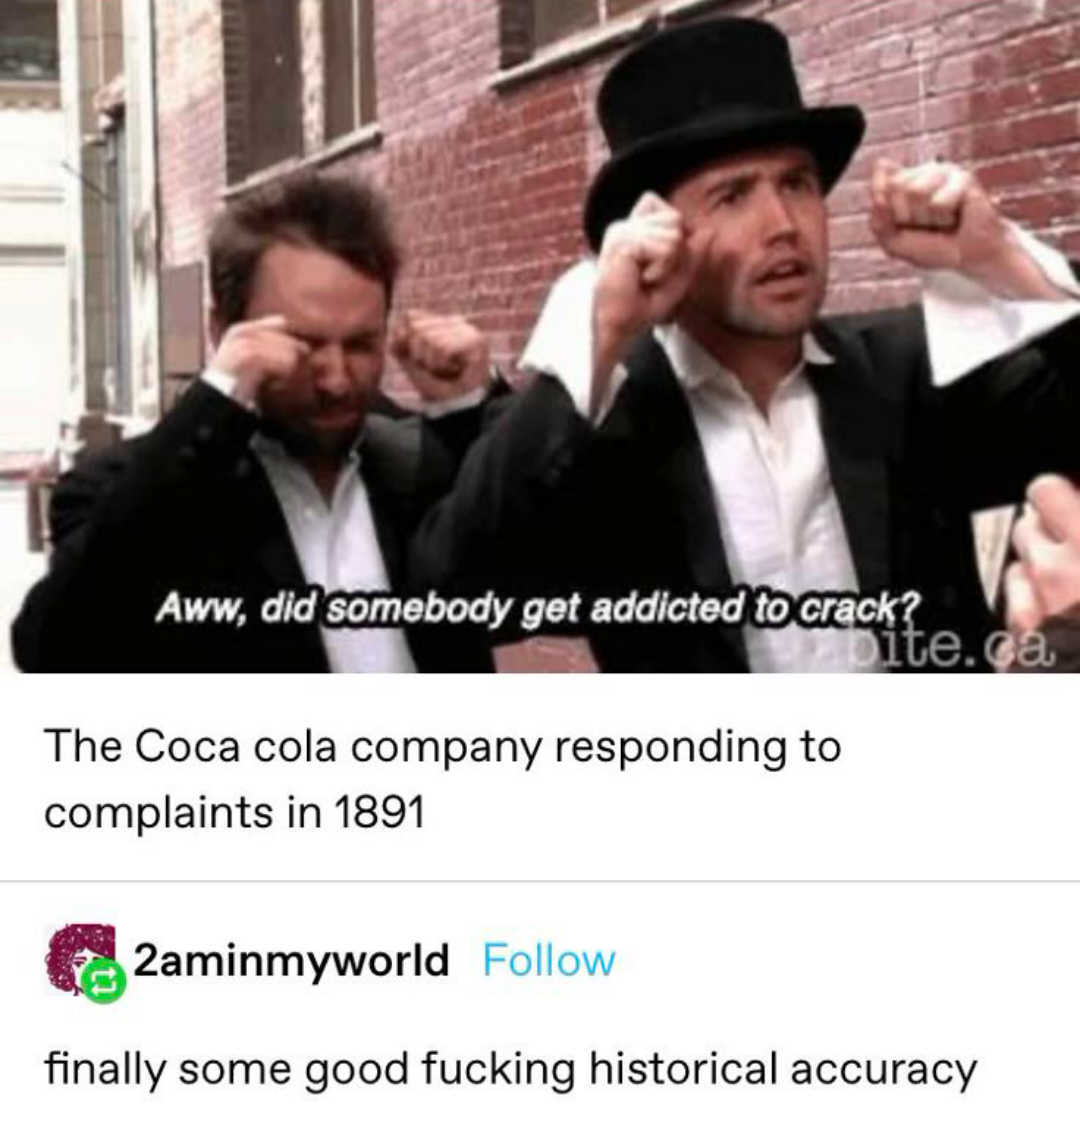 Aww, did somebody get addicted to crack?
bite.ca
The Coca cola company responding to
complaints in 1891
2aminmyworld Follow
finally some good fucking historical accuracy